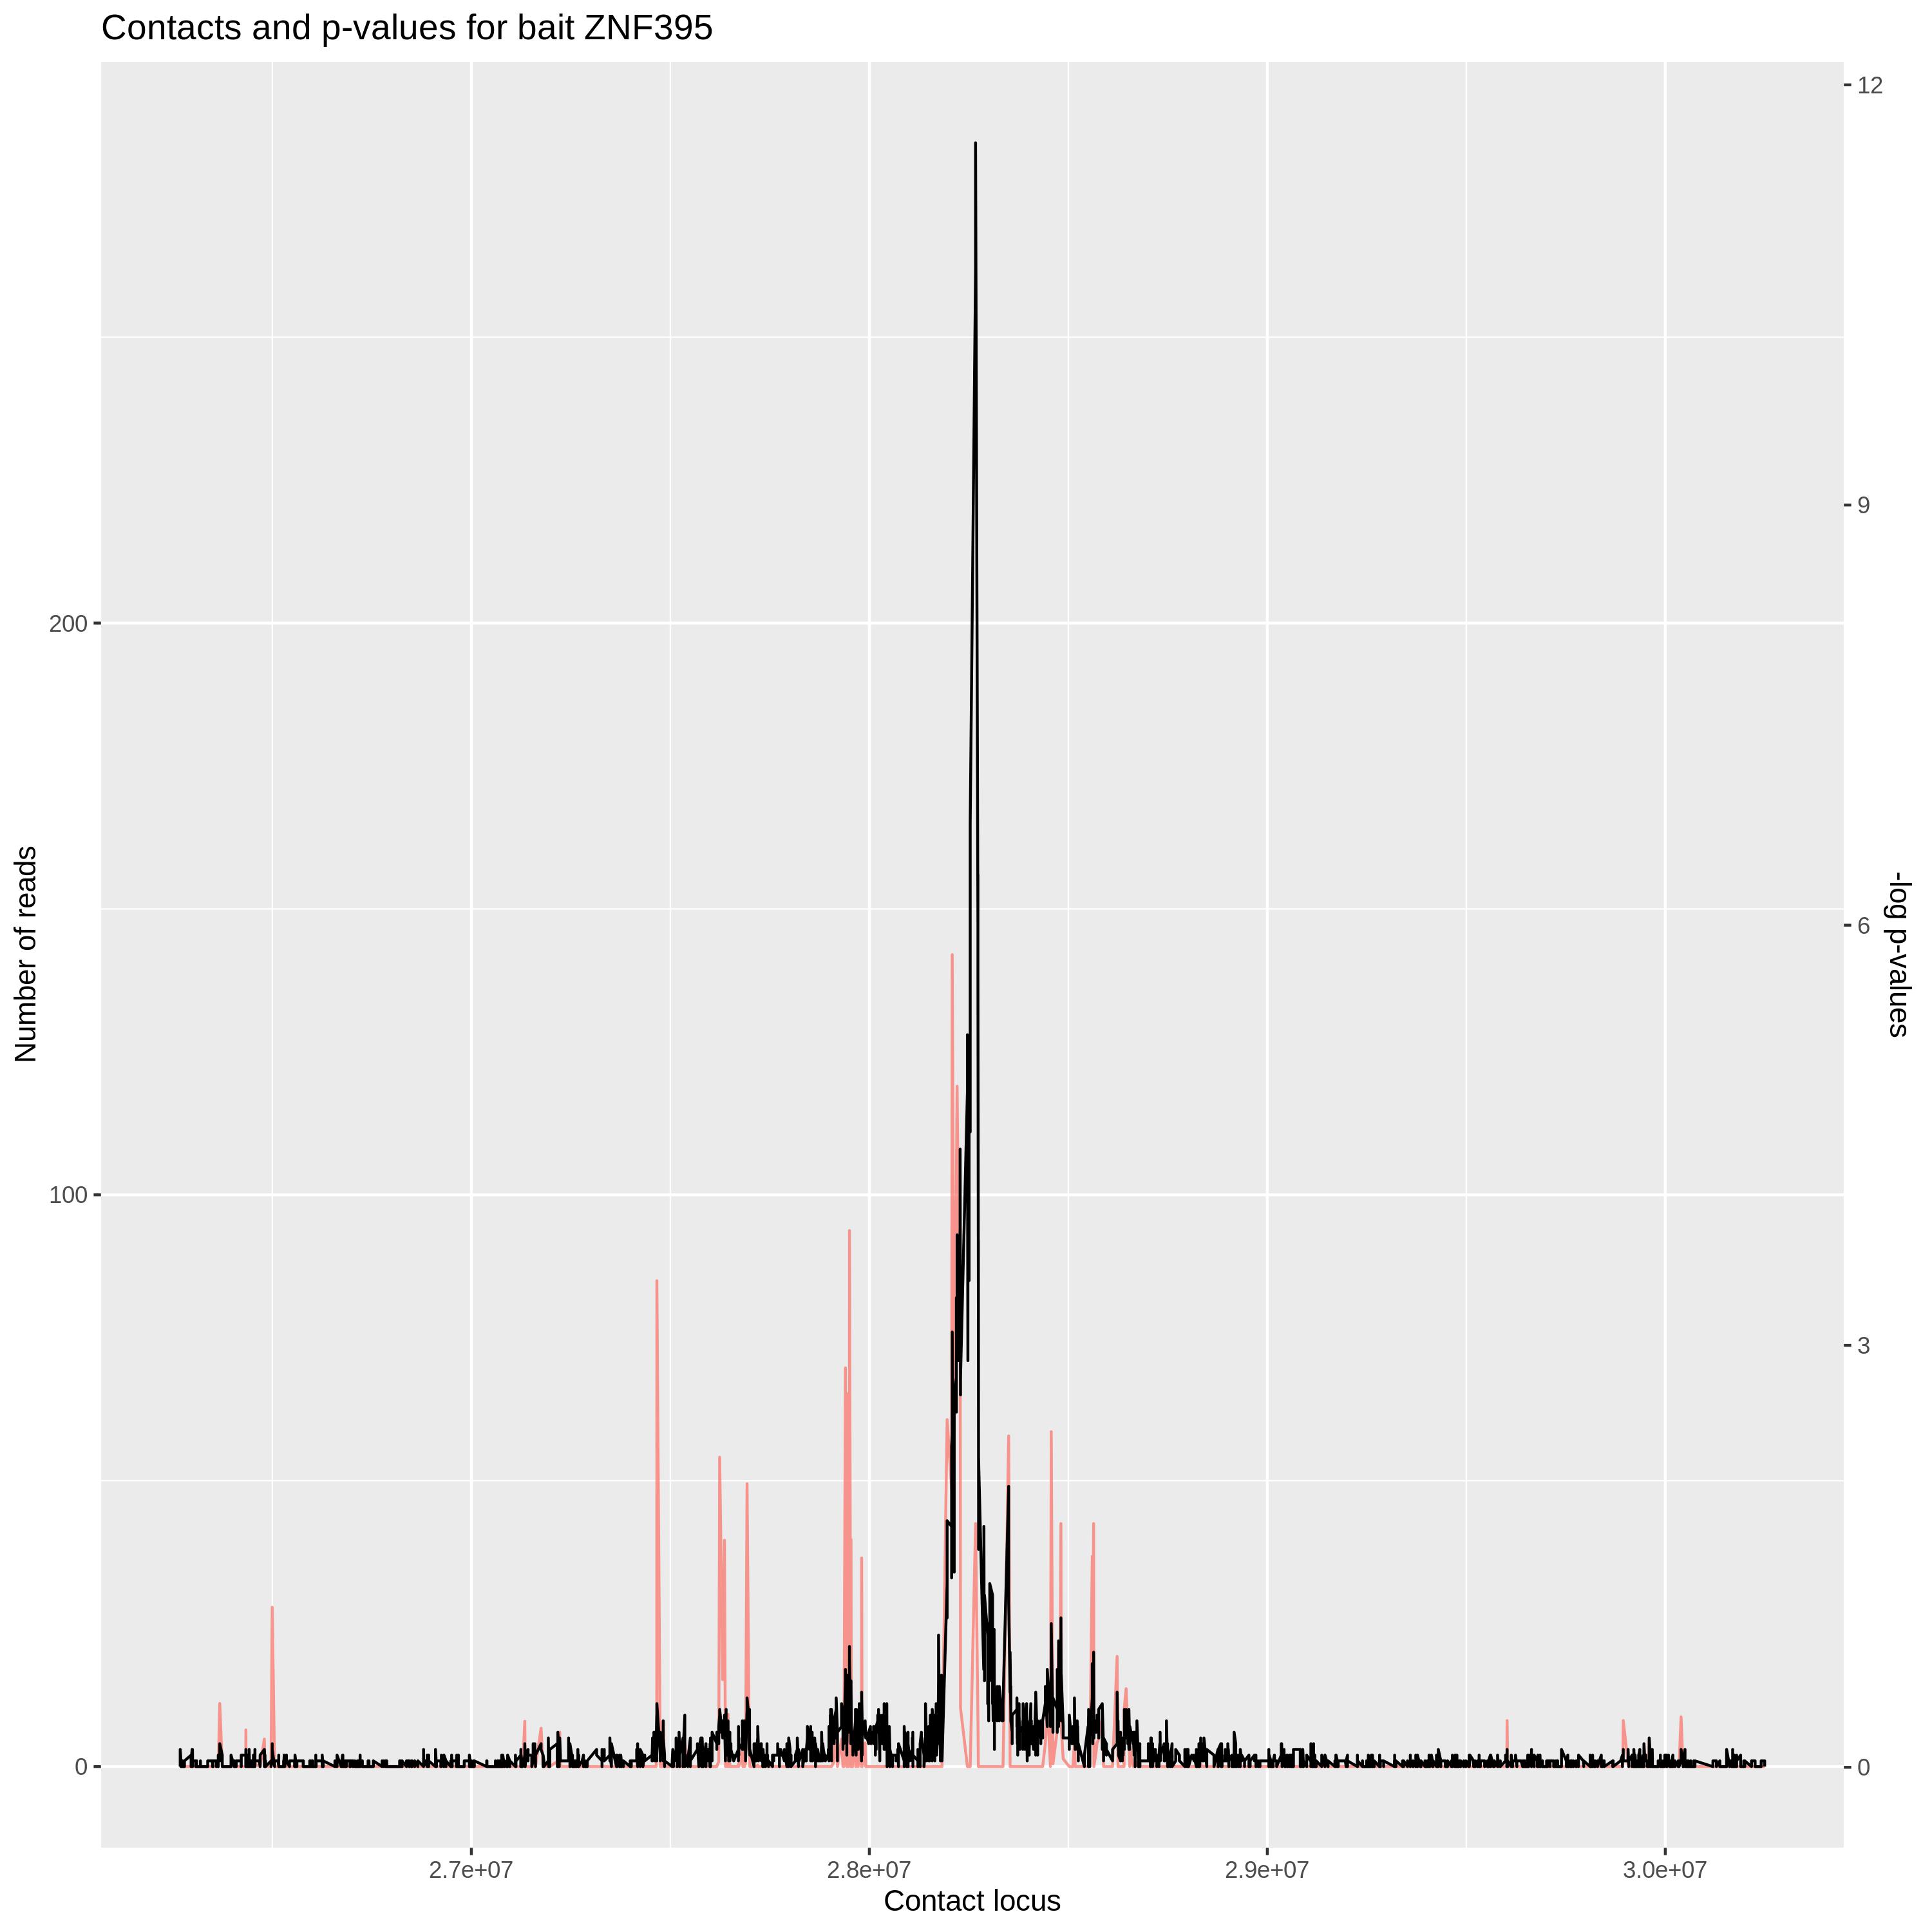 Contacts and p-values for bait ZNF395
12
9
200
6
Number of reads
-log p-values
100
3
0
0
2.7e+07
2.8e+07
2.9e+07
3.0e+07
Contact locus